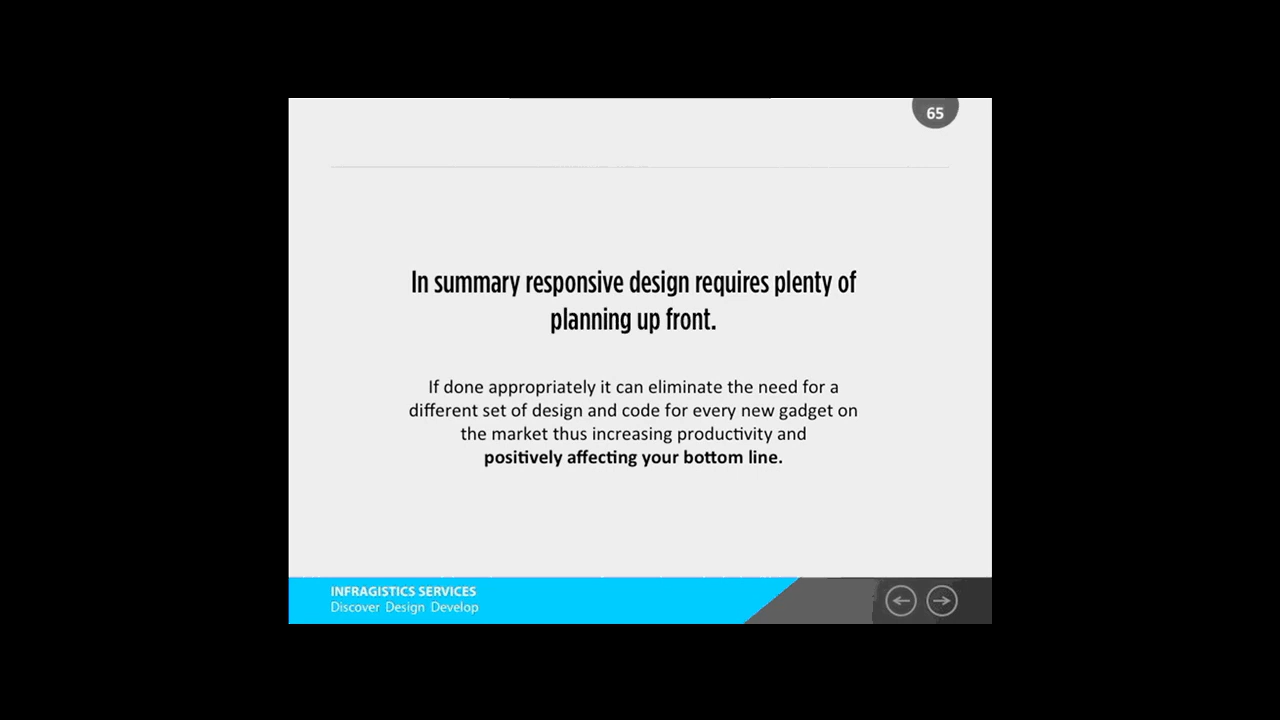 65
In summary responsive design requires plenty of
planning up front.
If done appropriately it can eliminate the need for a
different set of design and code for every new gadget on
the market thus increasing productivity and
positively affecting your bottom line.
INFRAGISTICS SERVICES
Discover Design Develop